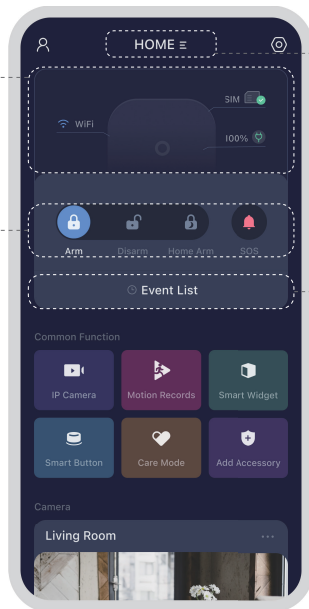 HOME
SIM
WiFi
100%
Arm Disarm Home Arm SOS
Event List
Common Function
IP Camera Motion Records Smart Widget
Smart Button Care Mode Add Accessory
Camera
Living Room